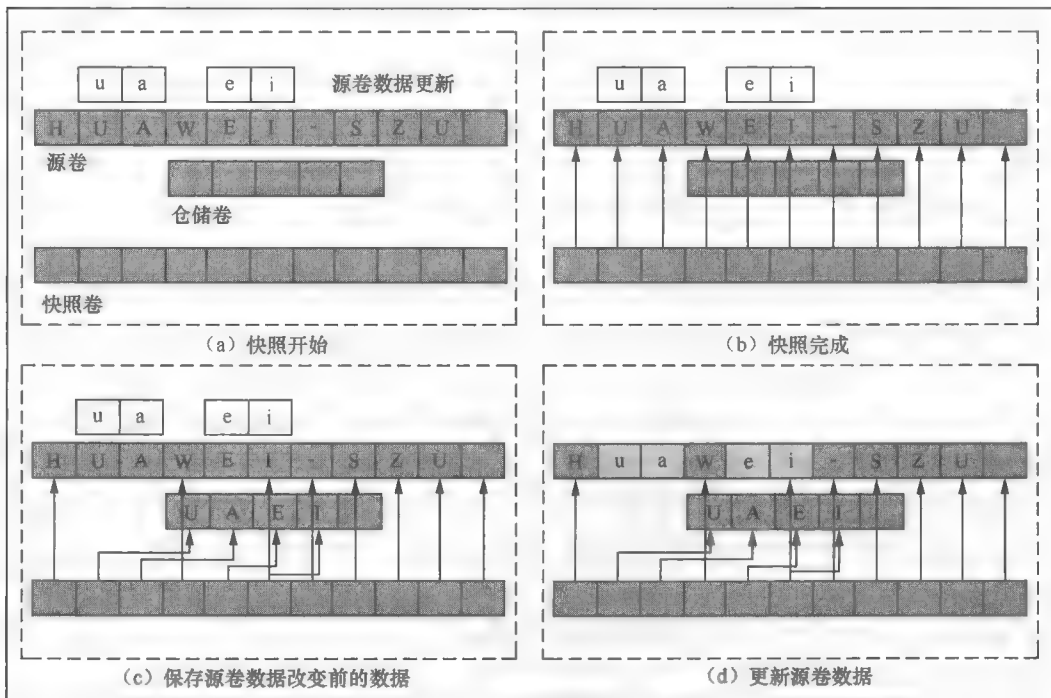 u a e i 源卷数据更新
H U A W E I - S Z U
源卷
仓储卷
快照卷
(a) 快照开始
u a e i
H U A W E I - S Z U
(b) 快照完成
u a e i
H U A W E I - S Z U
U A E I
(c) 保存源卷数据改变前的数据
H u a W e i - S Z U
U A E I
(d) 更新源卷数据